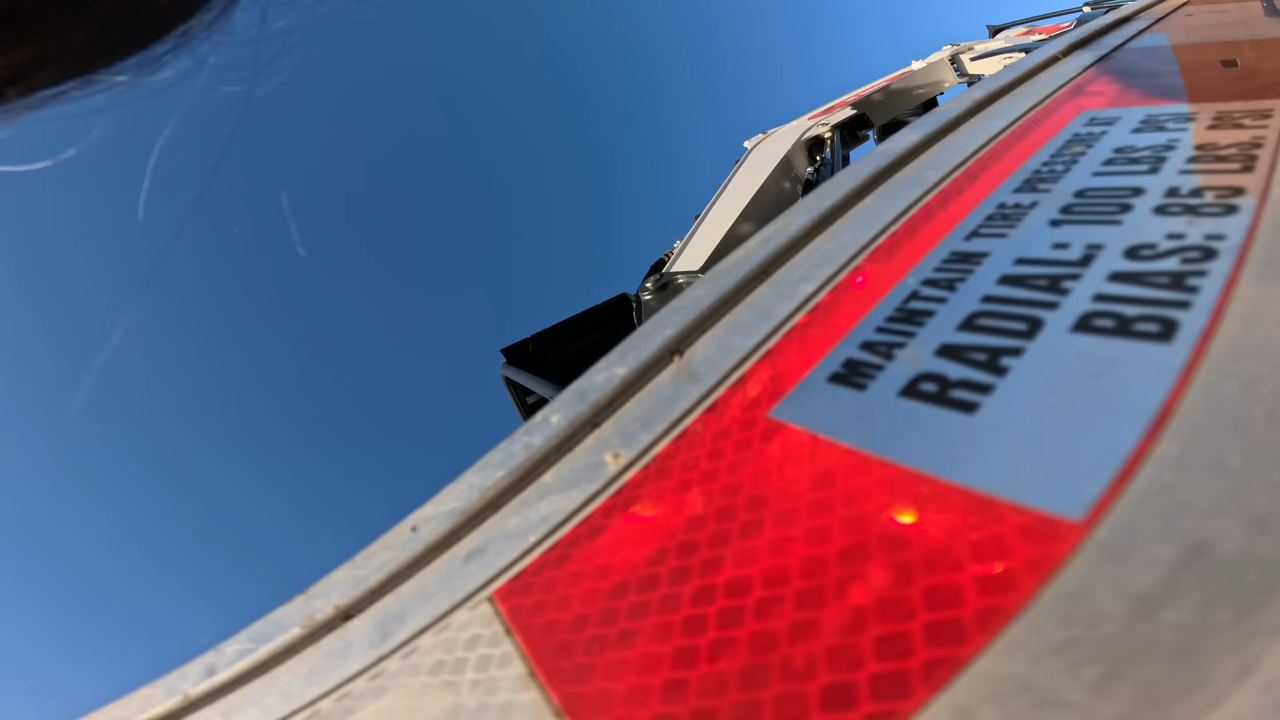 MAINTAIN TIRE PRESSURE AT
RADIAL: 100 LBS. PSI
BIAS: 85 LBS. PSI